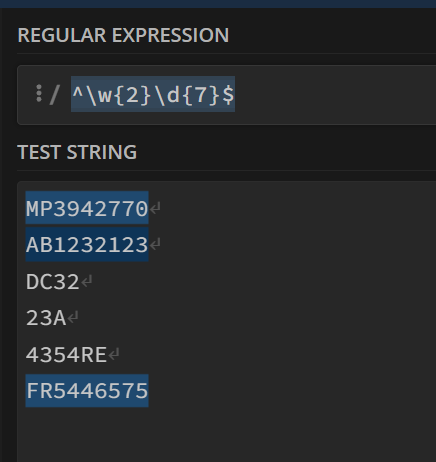 REGULAR EXPRESSION
/ ^\w{2}\d{7}$
TEST STRING
MP3942770
AB1232123
DC32
23A
4354RE
FR5446575